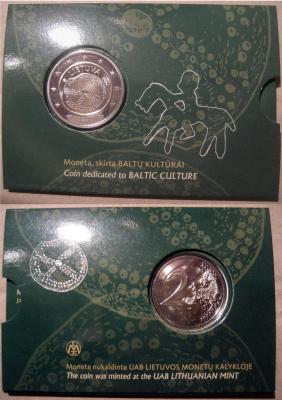 LIETUVA
Moneta, skirta BALTŲ KULTŪRAI
Coin dedicated to BALTIC CULTURE
2
Moneta nukaldinta UAB LIETUVOS MONETŲ KALYKLOJE
The coin was minted at the UAB LITHUANIAN MINT